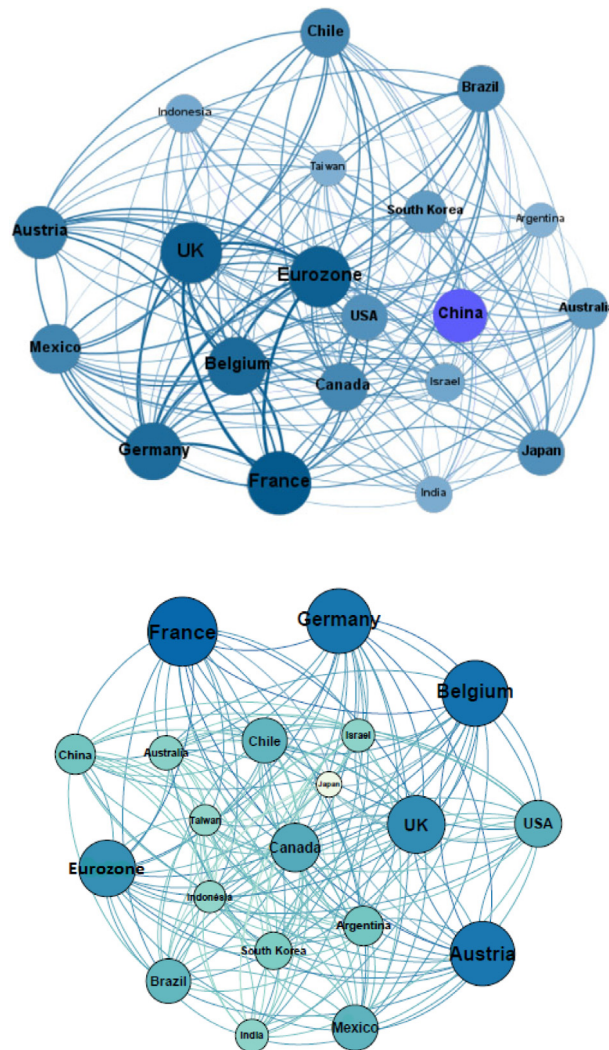 Chile
Brazil
Indonesia
Taiwan
South Korea
Argentina
Austria
UK
Eurozone
China
Australia
USA
Mexico
Belgium
Canada
Israel
Germany
Japan
France
India
Germany
France
Belgium
Israel
Chile
China
Australia
Japan
Taiwan
UK
USA
Canada
Eurozone
Indonésia
Argentina
South Korea
Austria
Brazil
Mexico
India